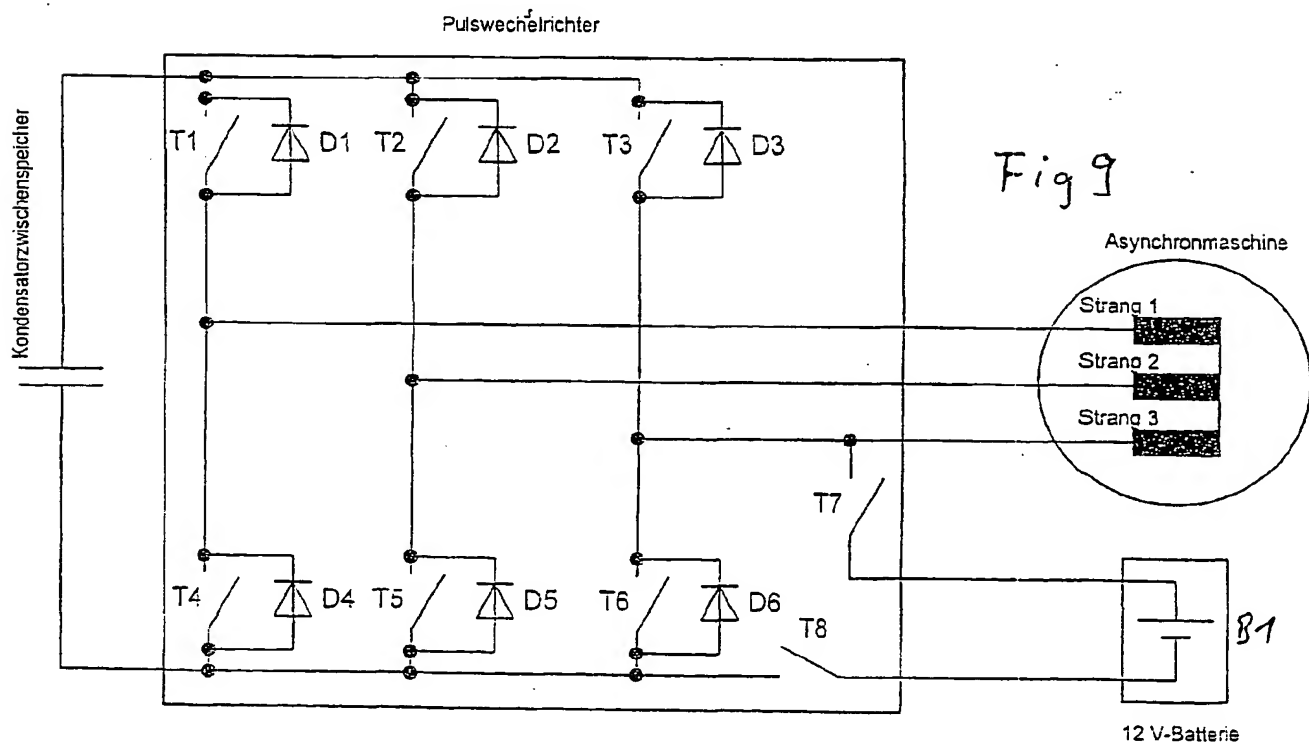 Pulswechselrichter
Kondensatorzwischenspeicher
T1
D1
T2
D2
T3
D3
Fig 9
Asynchronmaschine
Strang 1
Strang 2
Strang 3
T7
T4
D4
T5
D5
T6
D6
T8
B1
12 V-Batterie